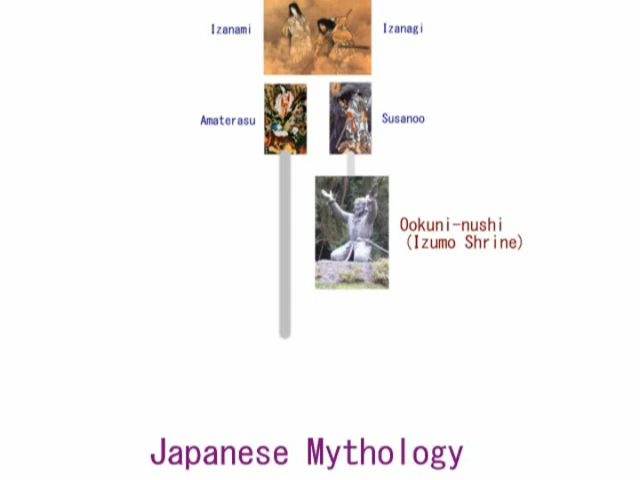 Izanami
Izanagi
Amaterasu
Susanoo
Ookuni-nushi
(Izumo Shrine)
Japanese Mythology